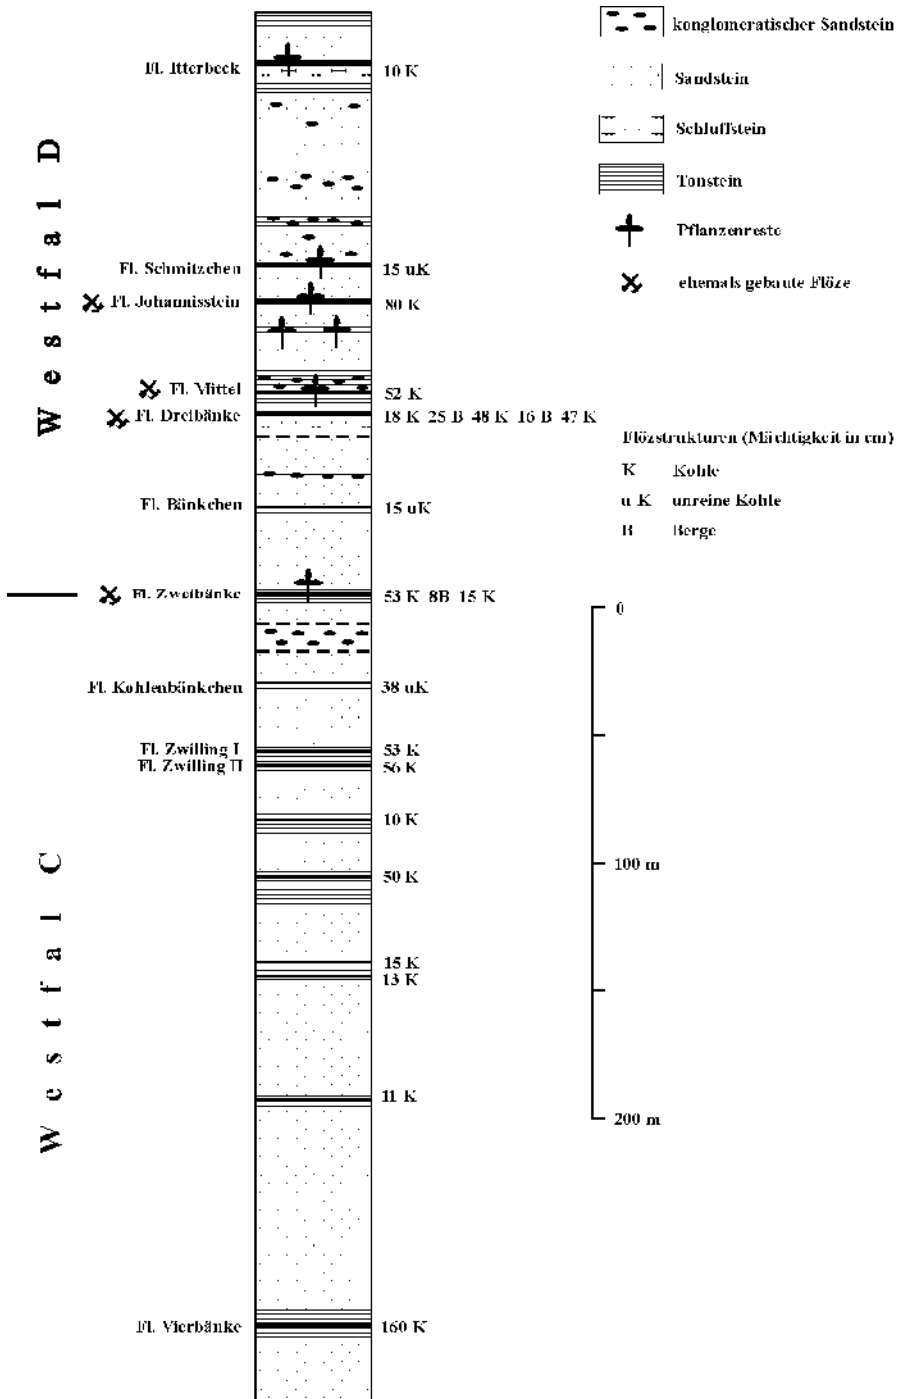 konglomeratischer Sandstein
Sandstein
Schluffstein
Tonstein
Pflanzenreste
ehemals gebaute Flöze
Westfal D
Fl. Itterbeck 10 K
Fl. Schmitzchen 15 uK
Fl. Johannisstein 80 K
Fl. Mittel 52 K
Fl. Dreibänke 18 K 25 B 48 K 16 B 47 K
Fl. Bänkchen 15 uK
Fl. Zweibänke 53 K 8B 15 K
Flözstrukturen (Mächtigkeit in cm)
K Kohle
u K unreine Kohle
B Berge
Westfal C
Fl. Kohlenbänkchen 38 uK
Fl. Zwilling I 53 K
Fl. Zwilling II 56 K
10 K
50 K
15 K
13 K
11 K
Fl. Vierbänke 160 K
0
100 m
200 m